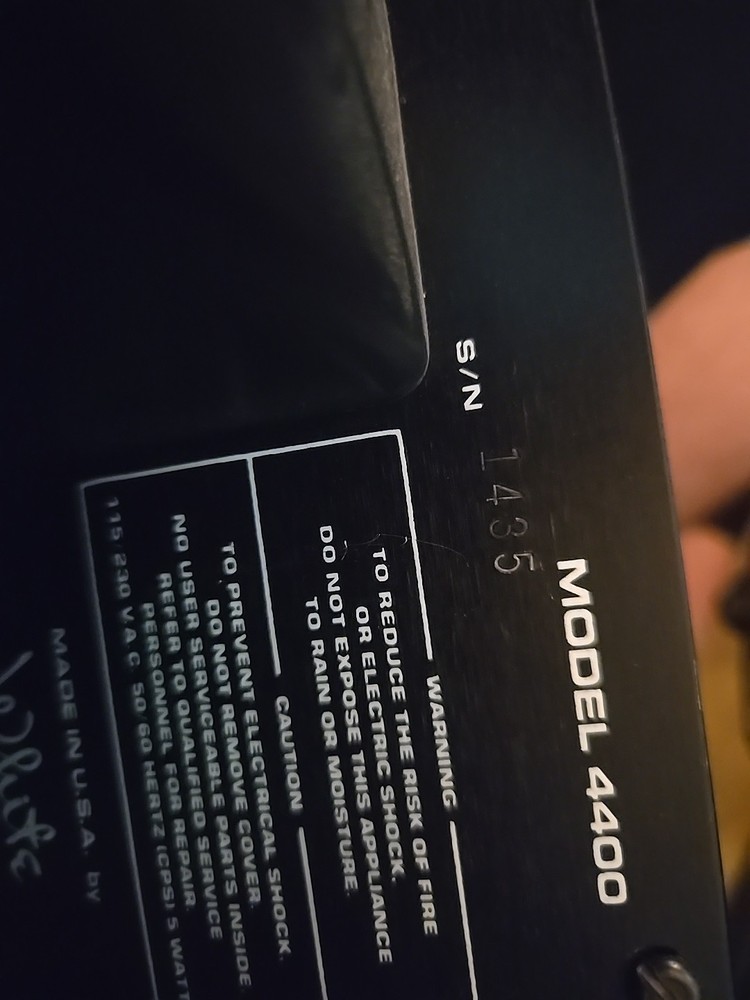 MODEL 4400
S/N 1435
WARNING
TO REDUCE THE RISK OF FIRE
OR ELECTRIC SHOCK,
DO NOT EXPOSE THIS APPLIANCE
TO RAIN OR MOISTURE.
CAUTION
TO PREVENT ELECTRICAL SHOCK.
DO NOT REMOVE COVER.
NO USER SERVICEABLE PARTS INSIDE.
REFER TO QUALIFIED SERVICE
PERSONNEL FOR REPAIR.
115/230 V.A.C. 50/60 HERTZ (CPS) 5 WATT
MADE IN U.S.A. by
White